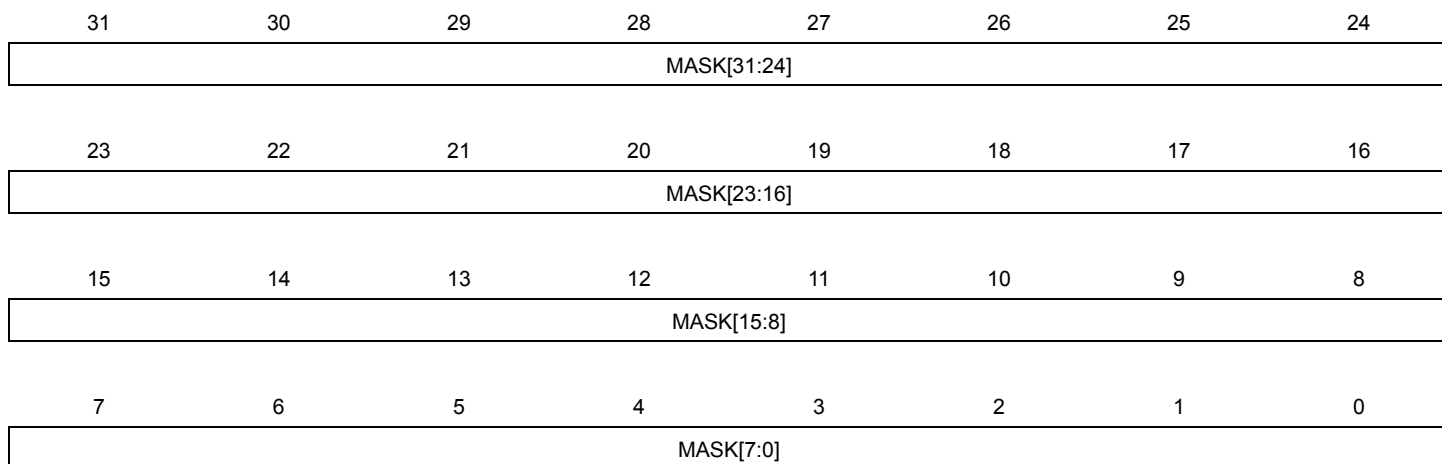 31 30 29 28 27 26 25 24
MASK[31:24]
23 22 21 20 19 18 17 16
MASK[23:16]
15 14 13 12 11 10 9 8
MASK[15:8]
7 6 5 4 3 2 1 0
MASK[7:0]